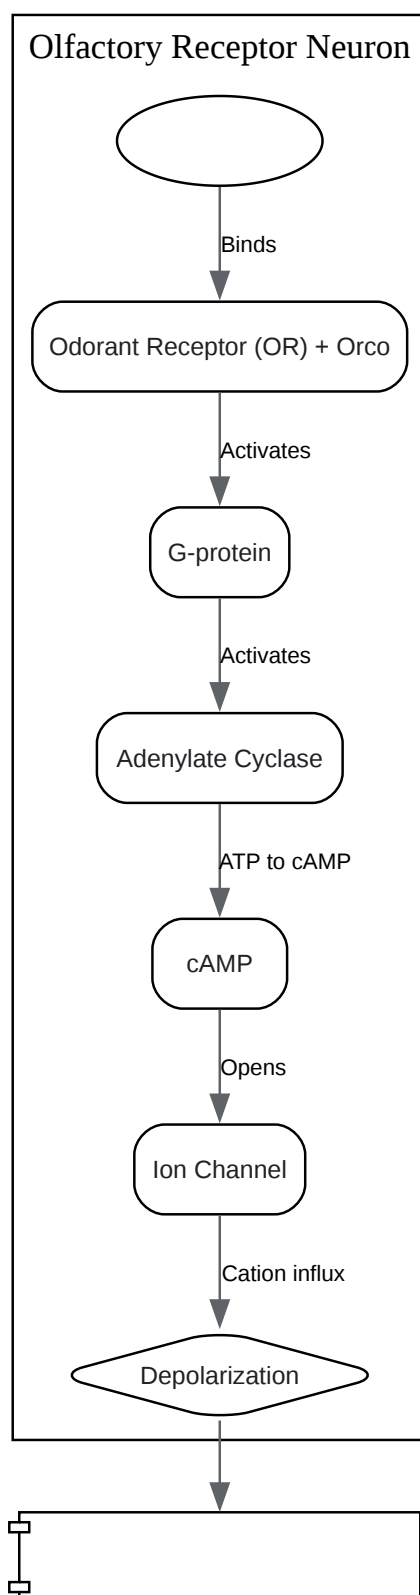 Olfactory Receptor Neuron
Binds
Odorant Receptor (OR) + Orco
Activates
G-protein
Activates
Adenylate Cyclase
ATP to cAMP
cAMP
Opens
Ion Channel
Cation influx
Depolarization